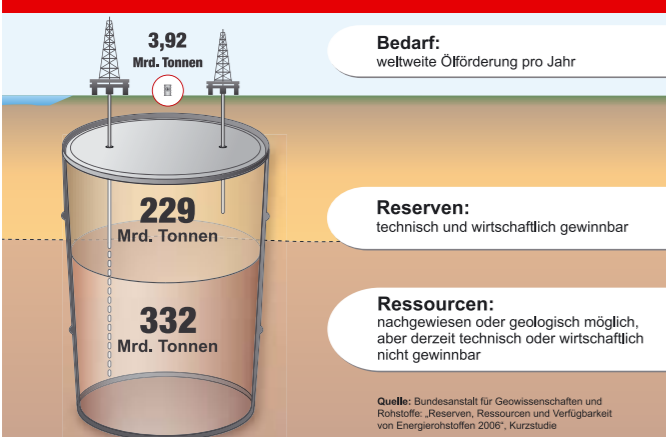 3,92
Mrd. Tonnen
Bedarf:
weltweite Ölförderung pro Jahr
229
Mrd. Tonnen
Reserven:
technisch und wirtschaftlich gewinnbar
332
Mrd. Tonnen
Ressourcen:
nachgewiesen oder geologisch möglich,
aber derzeit technisch oder wirtschaftlich
nicht gewinnbar
Quelle: Bundesanstalt für Geowissenschaften und
Rohstoffe: „Reserven, Ressourcen und Verfügbarkeit
von Energierohstoffen 2006“, Kurzstudie